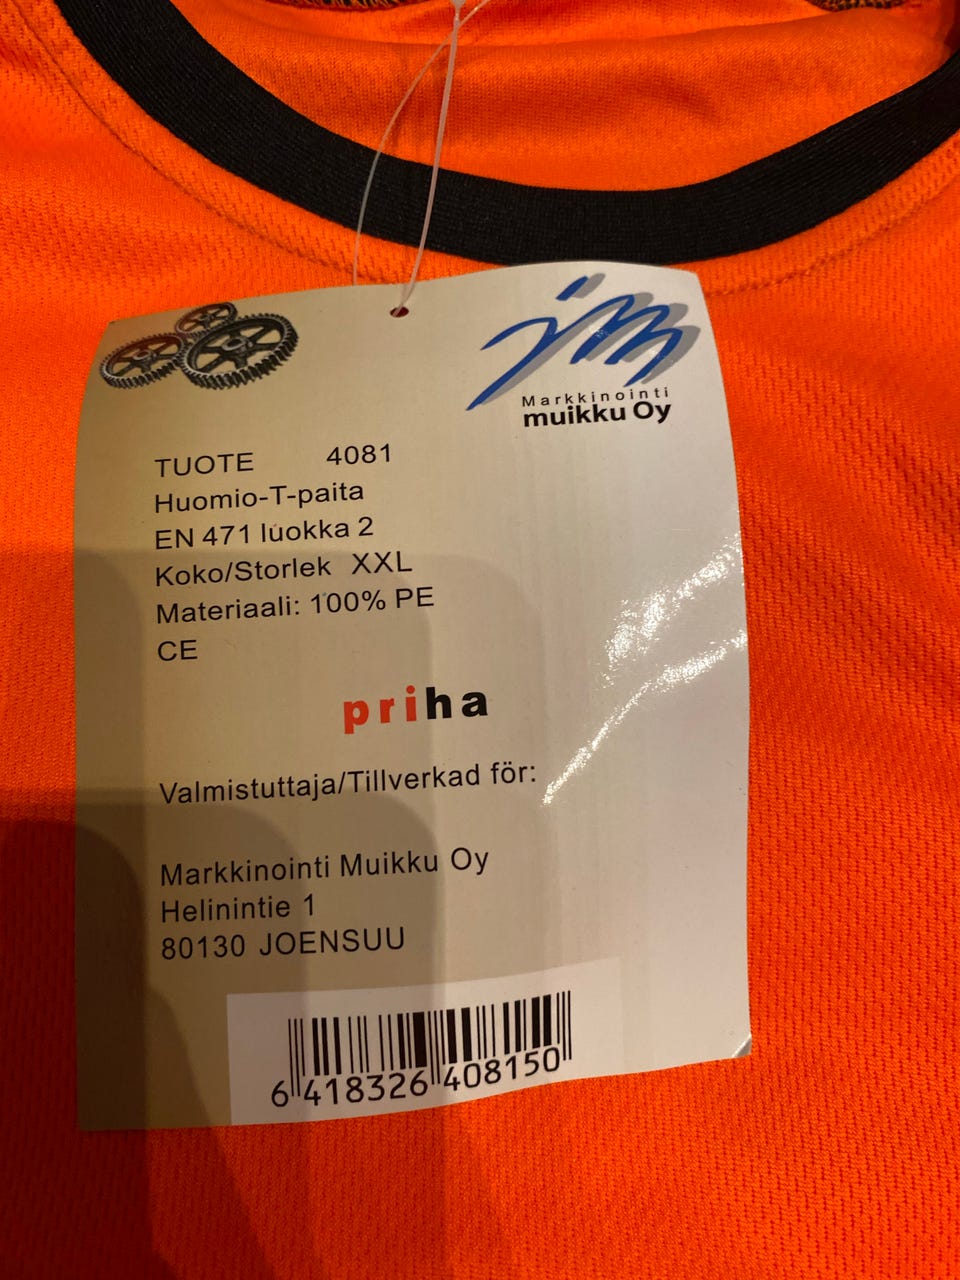 jm
Markkinointi
muikku Oy
TUOTE 4081
Huomio-T-paita
EN 471 luokka 2
Koko/Storlek XXL
Materiaali: 100% PE
CE
priha
Valmistuttaja/Tillverkad för:
Markkinointi Muikku Oy
Helinintie 1
80130 JOENSUU
6 418326 408150